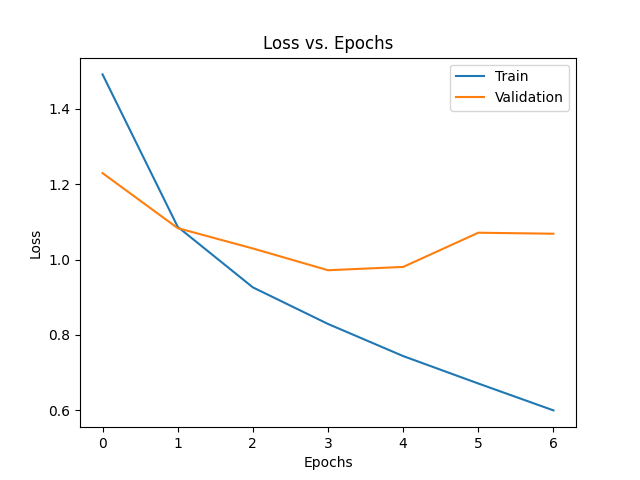 Loss vs. Epochs
Train
Validation
Loss
1.4
1.2
1.0
0.8
0.6
0 1 2 3 4 5 6
Epochs